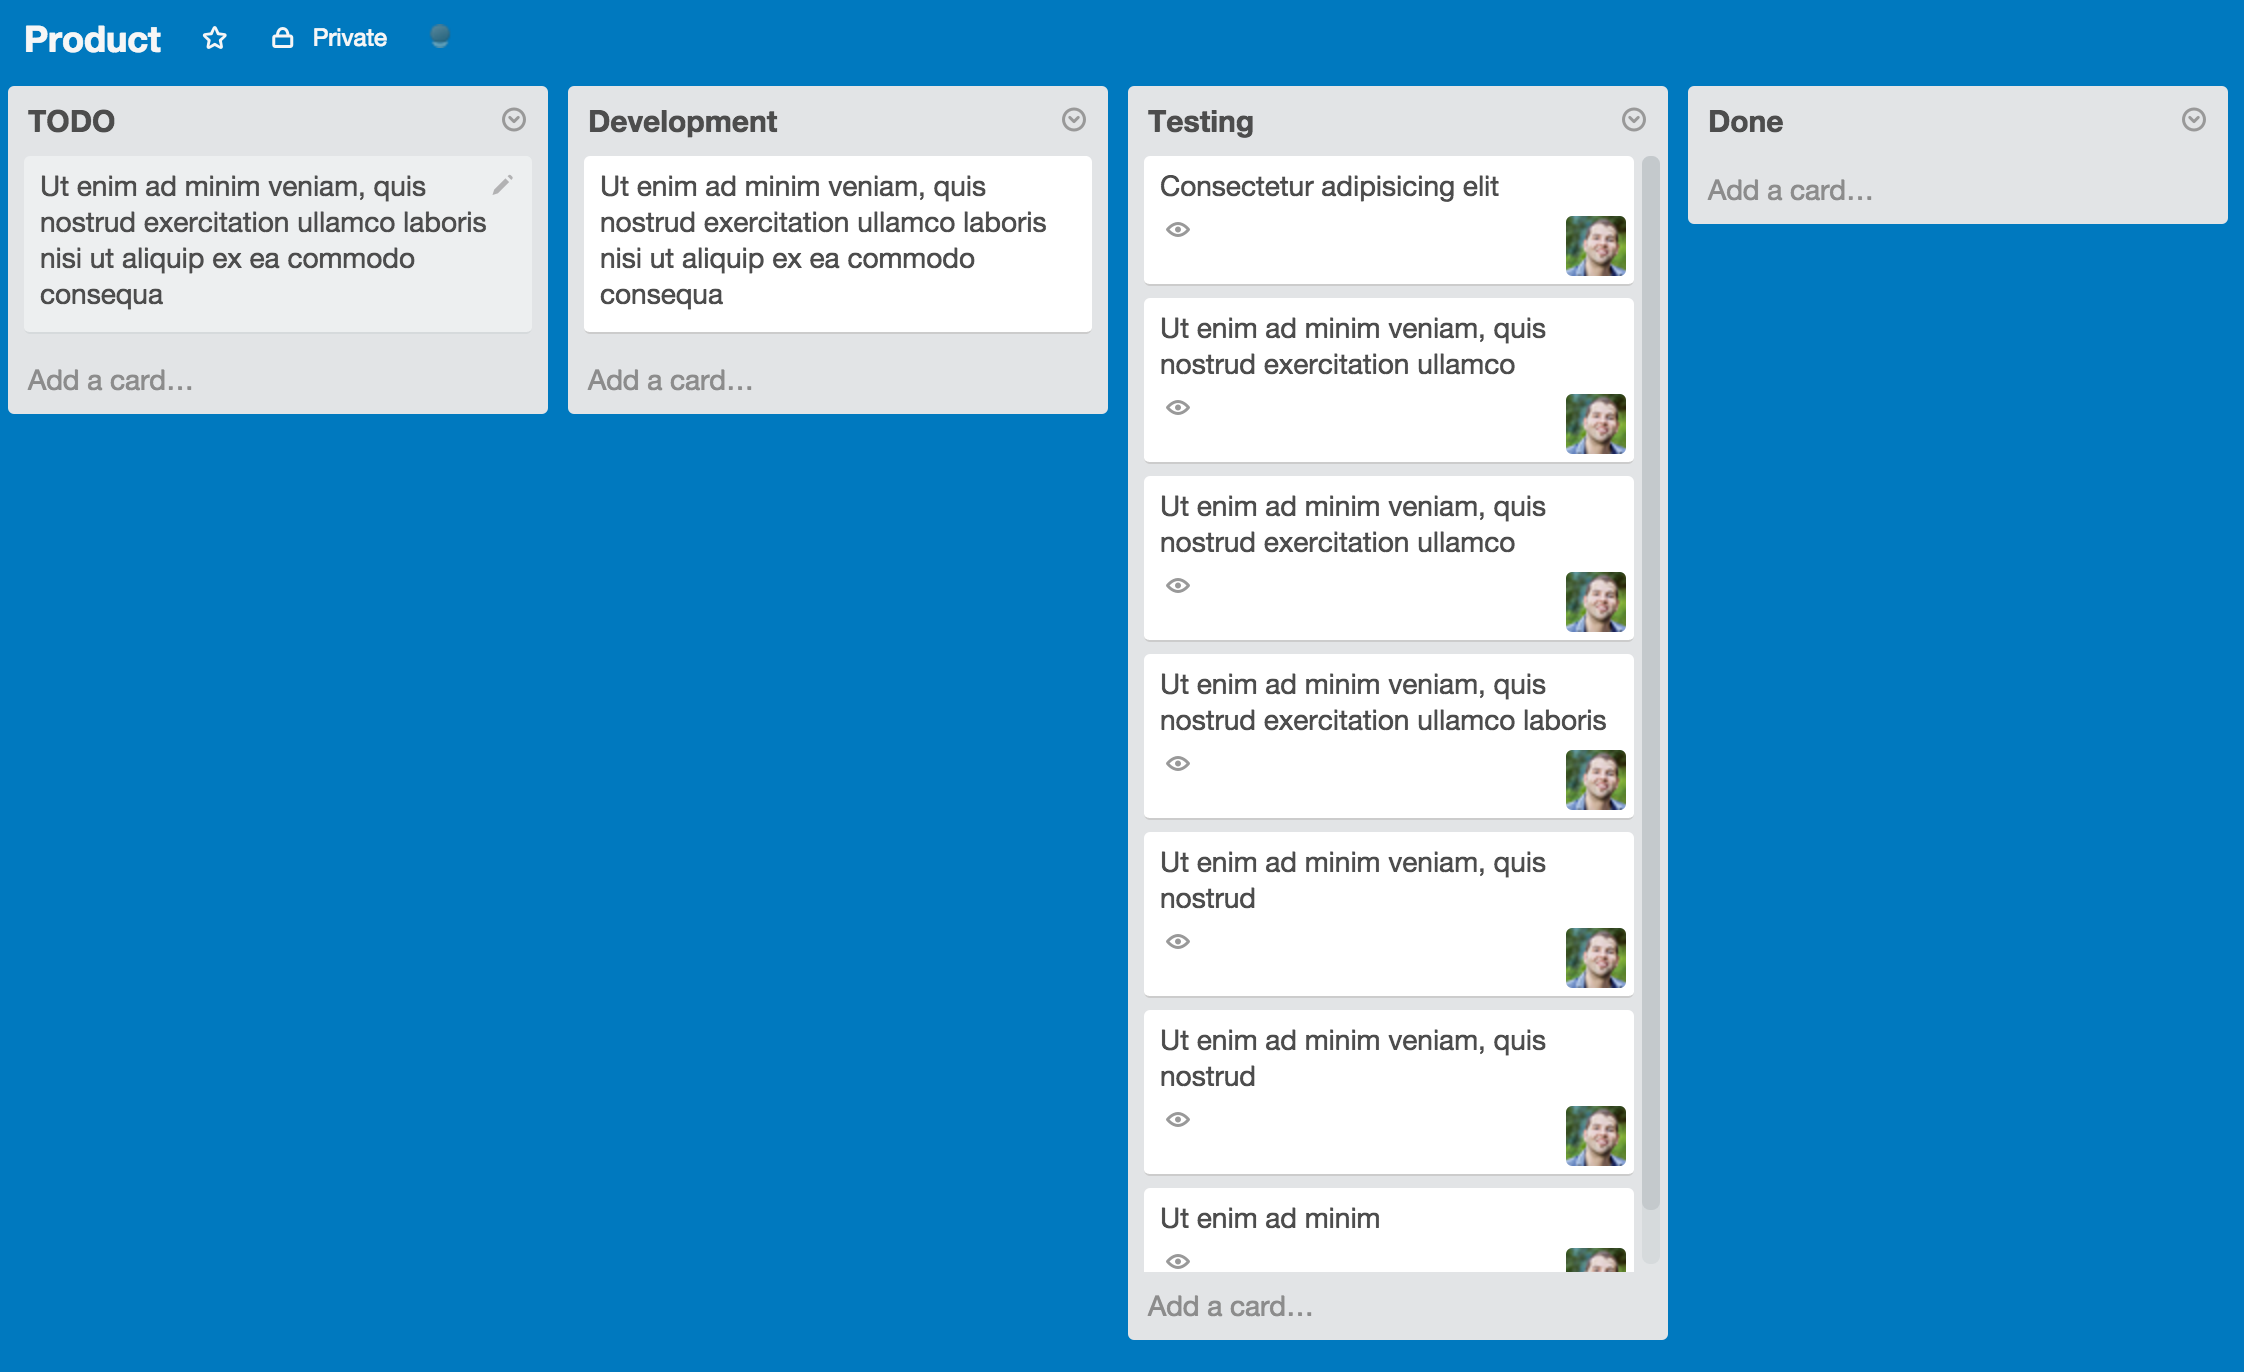 Product
Private
TODO
Ut enim ad minim veniam, quis
nostrud exercitation ullamco laboris
nisi ut aliquip ex ea commodo
consequa
Add a card…
Development
Ut enim ad minim veniam, quis
nostrud exercitation ullamco laboris
nisi ut aliquip ex ea commodo
consequa
Add a card…
Testing
Consectetur adipisicing elit
Ut enim ad minim veniam, quis
nostrud exercitation ullamco
Ut enim ad minim veniam, quis
nostrud exercitation ullamco
Ut enim ad minim veniam, quis
nostrud exercitation ullamco laboris
Ut enim ad minim veniam, quis
nostrud
Ut enim ad minim veniam, quis
nostrud
Ut enim ad minim
Add a card…
Done
Add a card…